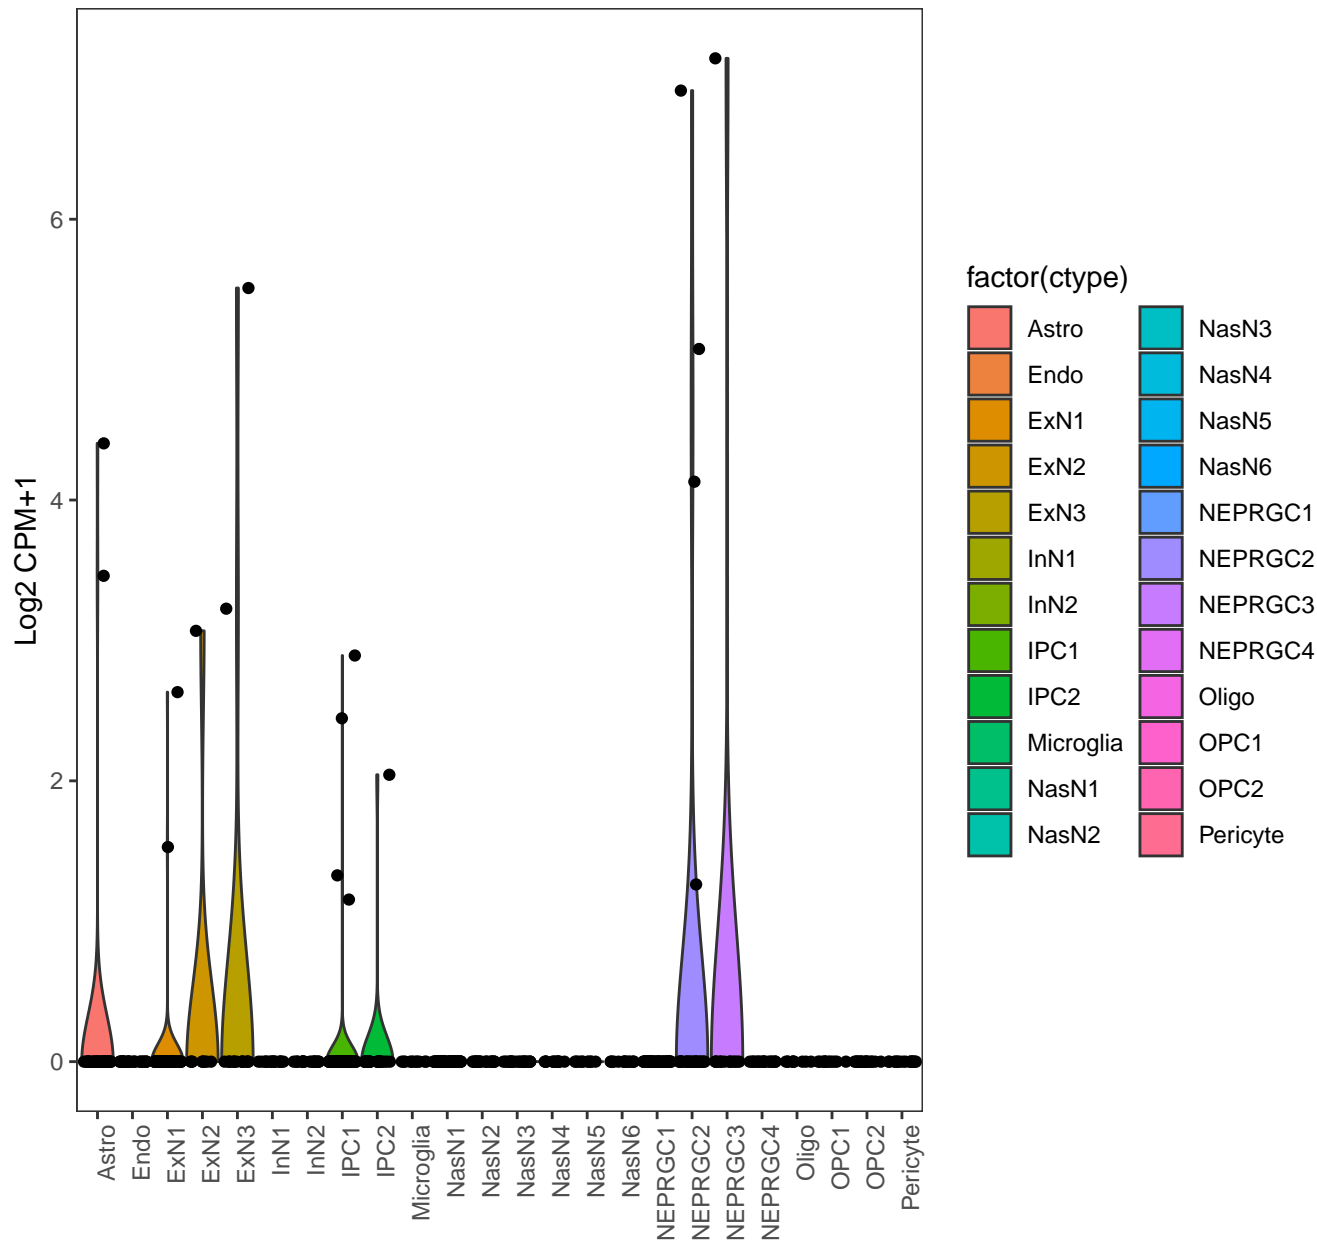 Log2 CPM+1
6
4
2
0
Astro
Endo
ExN1
ExN2
ExN3
InN1
InN2
IPC1
IPC2
Microglia
NasN1
NasN2
NasN3
NasN4
NasN5
NasN6
NEPRGC1
NEPRGC2
NEPRGC3
NEPRGC4
Oligo
OPC1
OPC2
Pericyte
factor(ctype)
Astro
Endo
ExN1
ExN2
ExN3
InN1
InN2
IPC1
IPC2
Microglia
NasN1
NasN2
NasN3
NasN4
NasN5
NasN6
NEPRGC1
NEPRGC2
NEPRGC3
NEPRGC4
Oligo
OPC1
OPC2
Pericyte